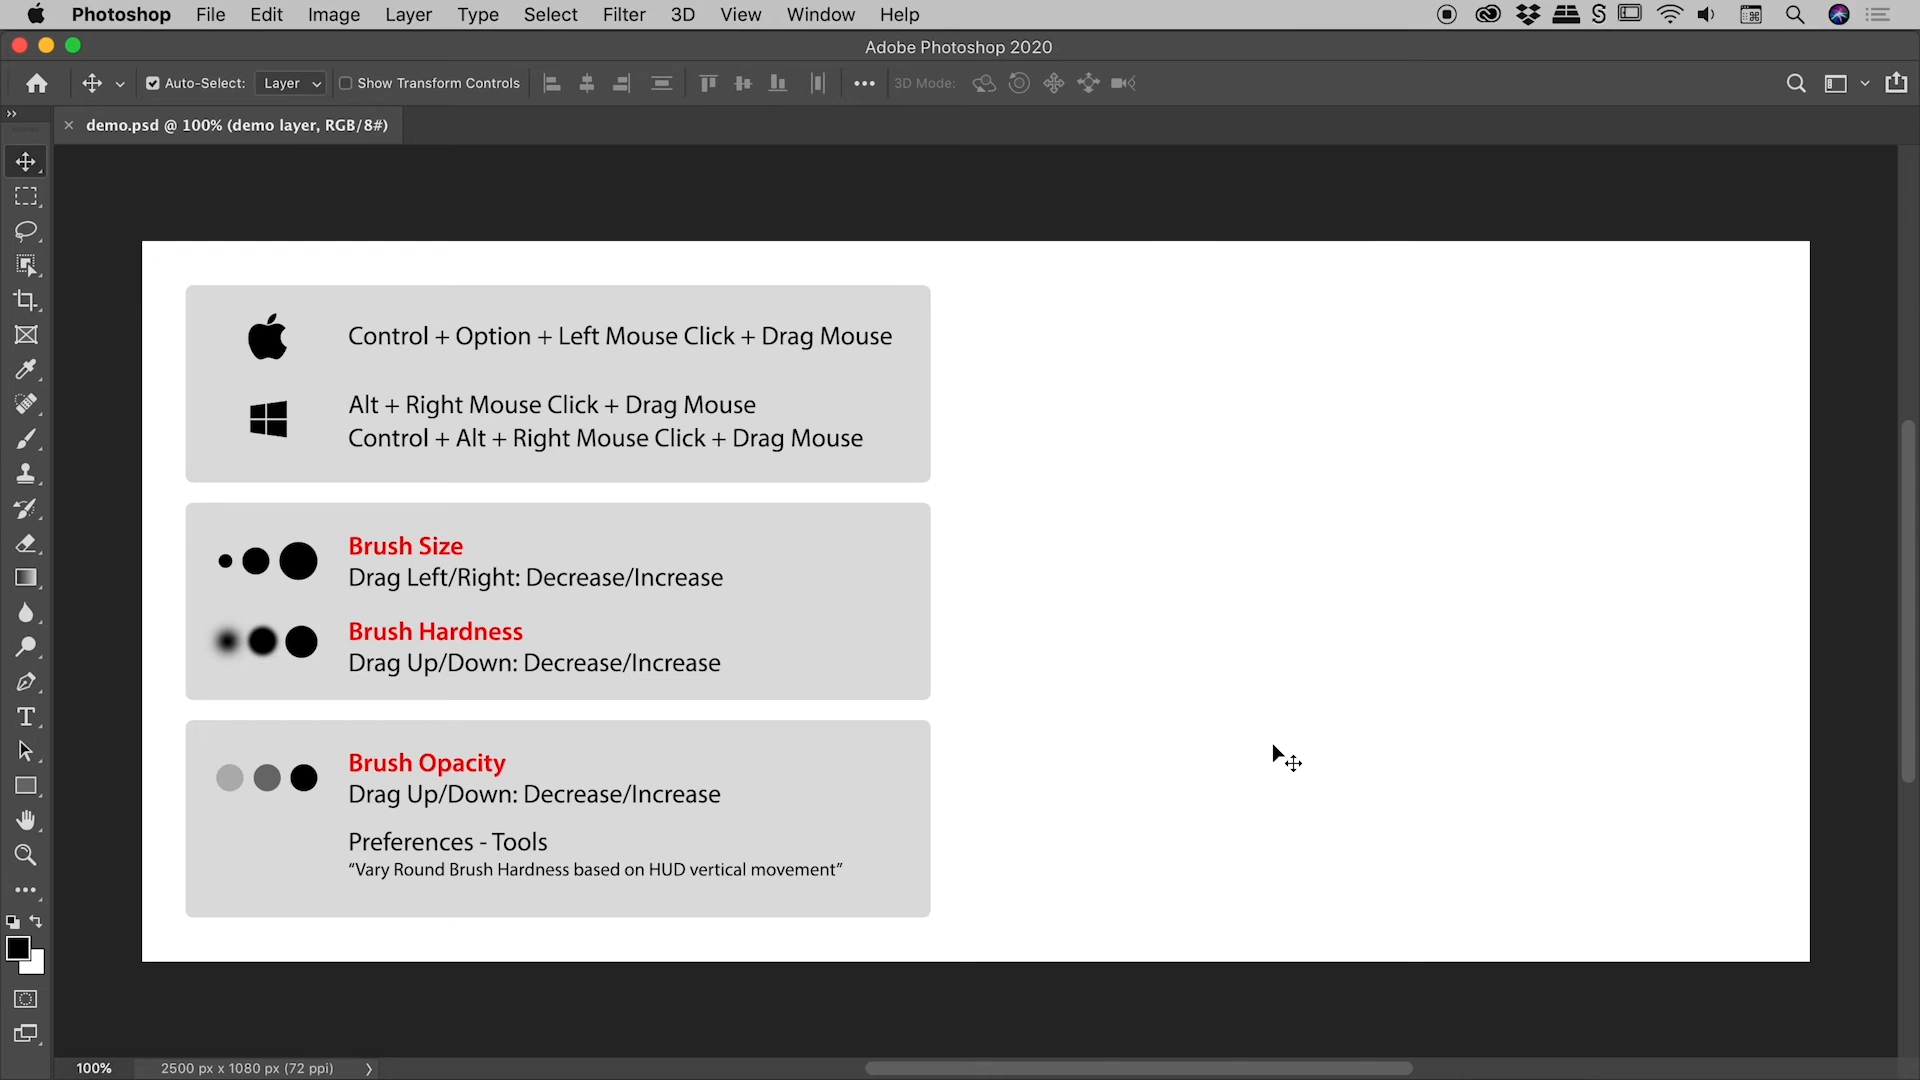 Photoshop File Edit Image Layer Type Select Filter 3D View Window Help
Adobe Photoshop 2020
Auto-Select: Layer Show Transform Controls 3D Mode:
demo.psd @ 100% (demo layer, RGB/8#)
Control + Option + Left Mouse Click + Drag Mouse
Alt + Right Mouse Click + Drag Mouse
Control + Alt + Right Mouse Click + Drag Mouse
Brush Size
Drag Left/Right: Decrease/Increase
Brush Hardness
Drag Up/Down: Decrease/Increase
Brush Opacity
Drag Up/Down: Decrease/Increase
Preferences - Tools
“Vary Round Brush Hardness based on HUD vertical movement”
100% 2500 px x 1080 px (72 ppi)